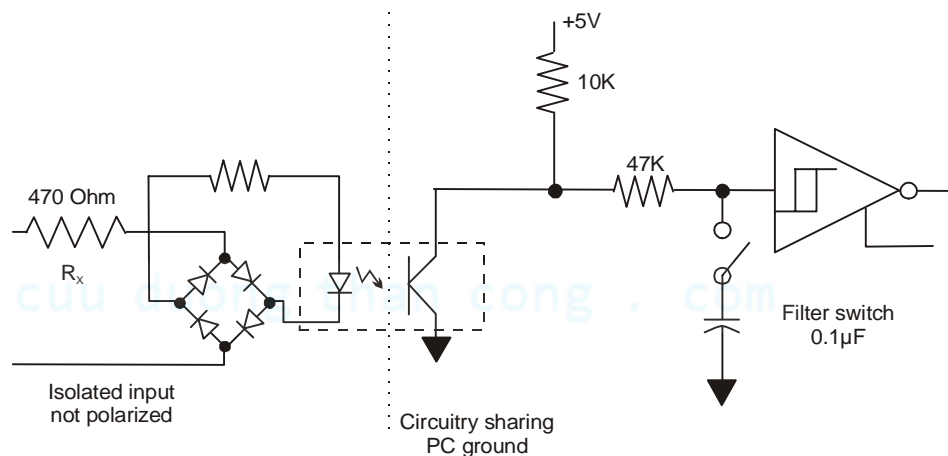 +5V
10K
47K
470 Ohm
RX
cuu duong than cong . com
Filter switch
0.1µF
Isolated input
not polarized
Circuitry sharing
PC ground